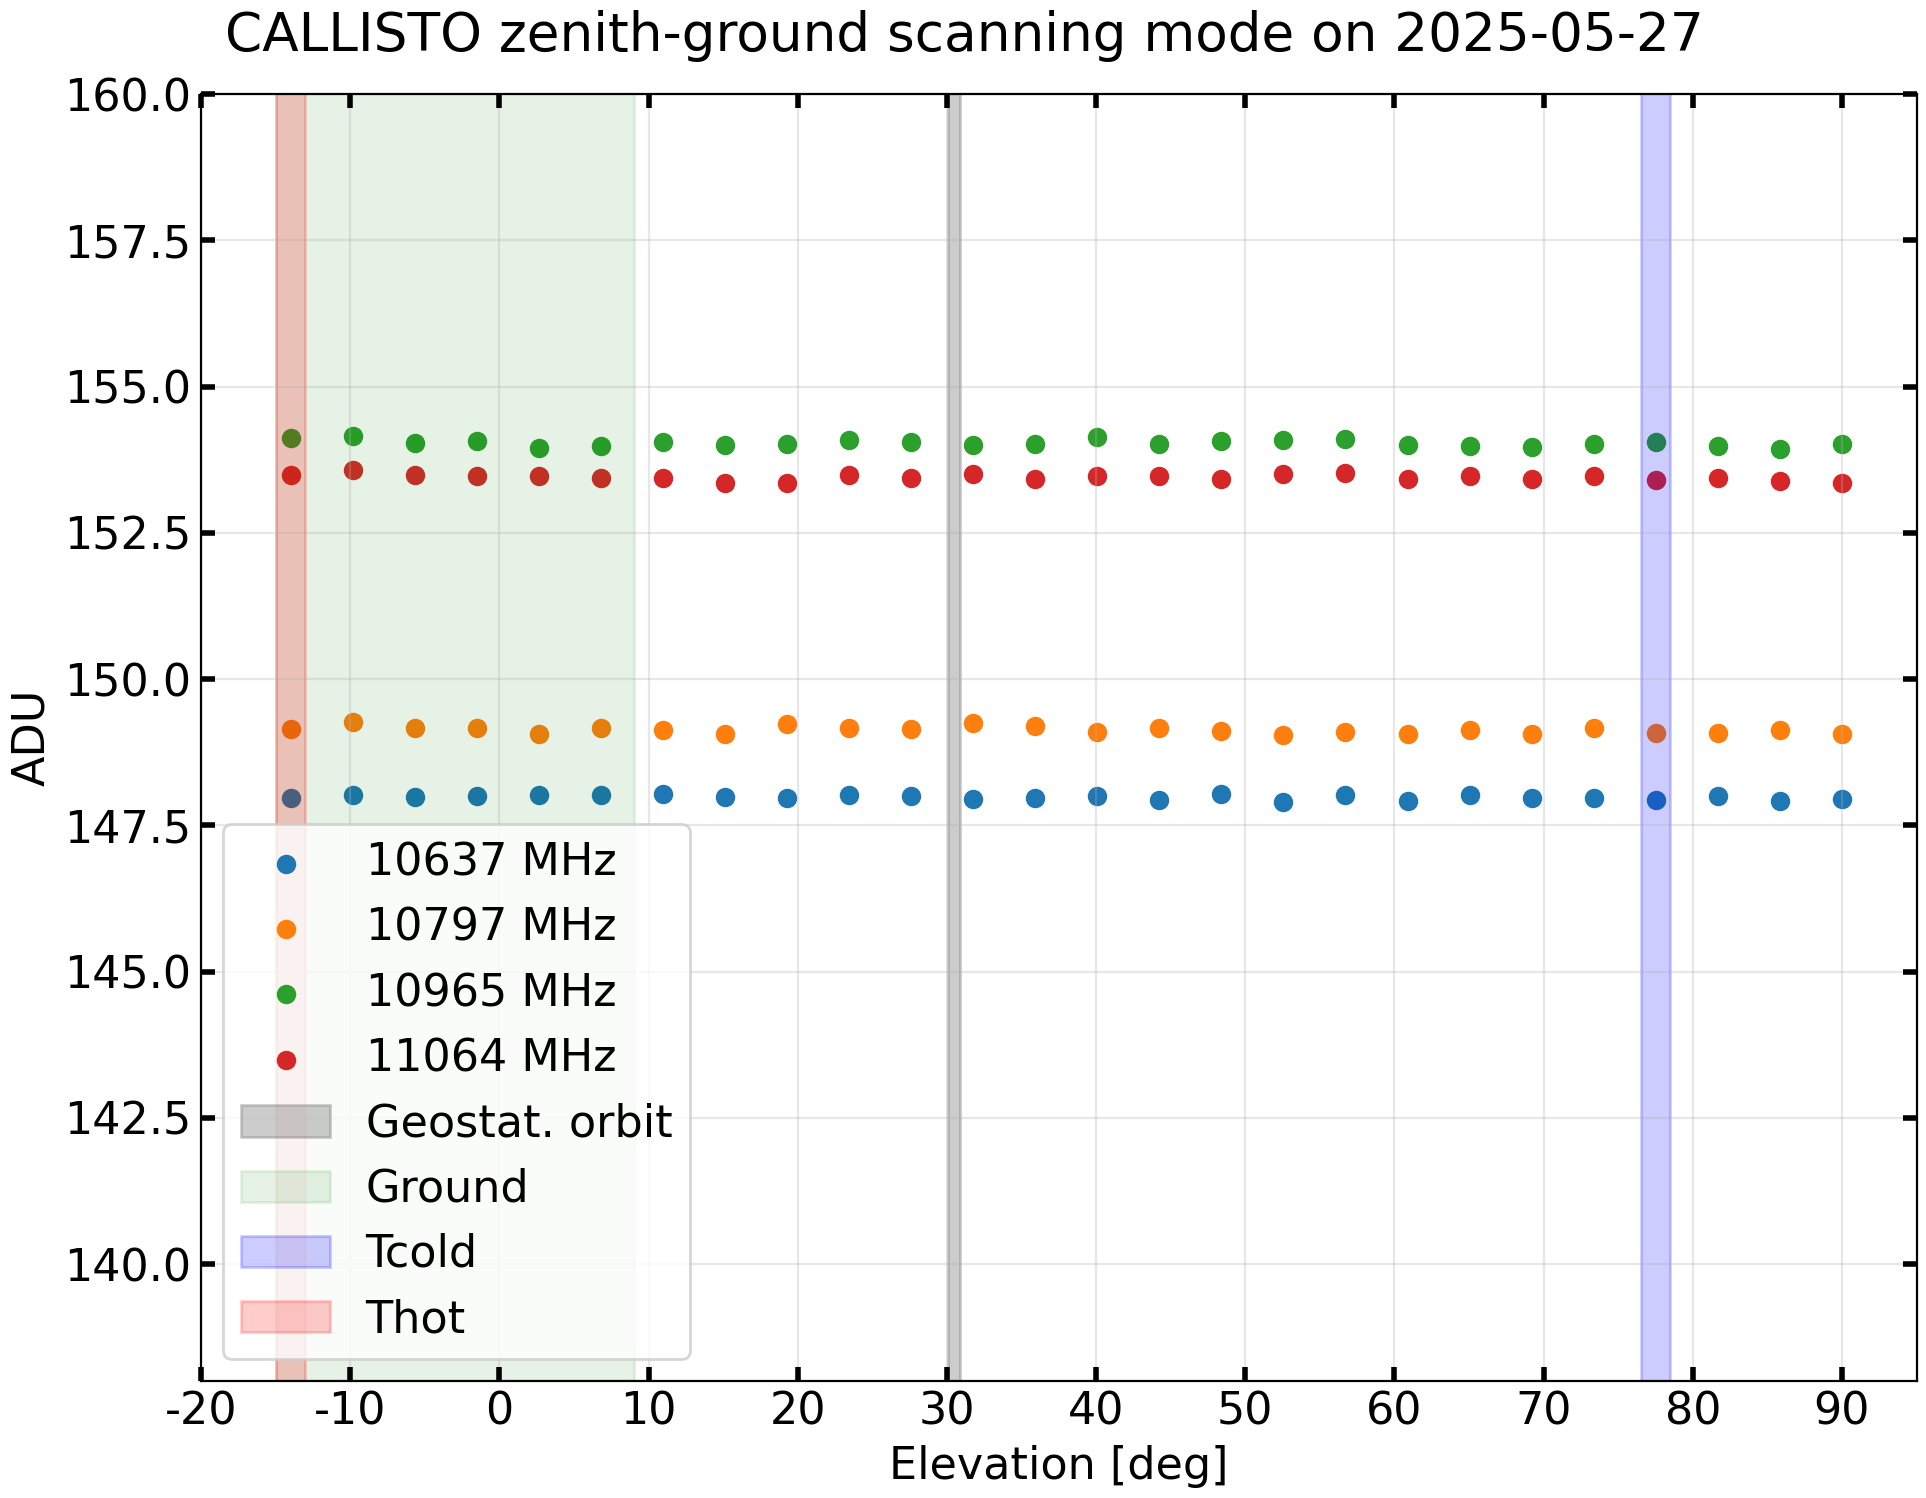 CALLISTO zenith-ground scanning mode on 2025-05-27
160.0
157.5
155.0
152.5
150.0
147.5
145.0
142.5
140.0
ADU
10637 MHz
10797 MHz
10965 MHz
11064 MHz
Geostat. orbit
Ground
Tcold
Thot
-20 -10 0 10 20 30 40 50 60 70 80 90
Elevation [deg]